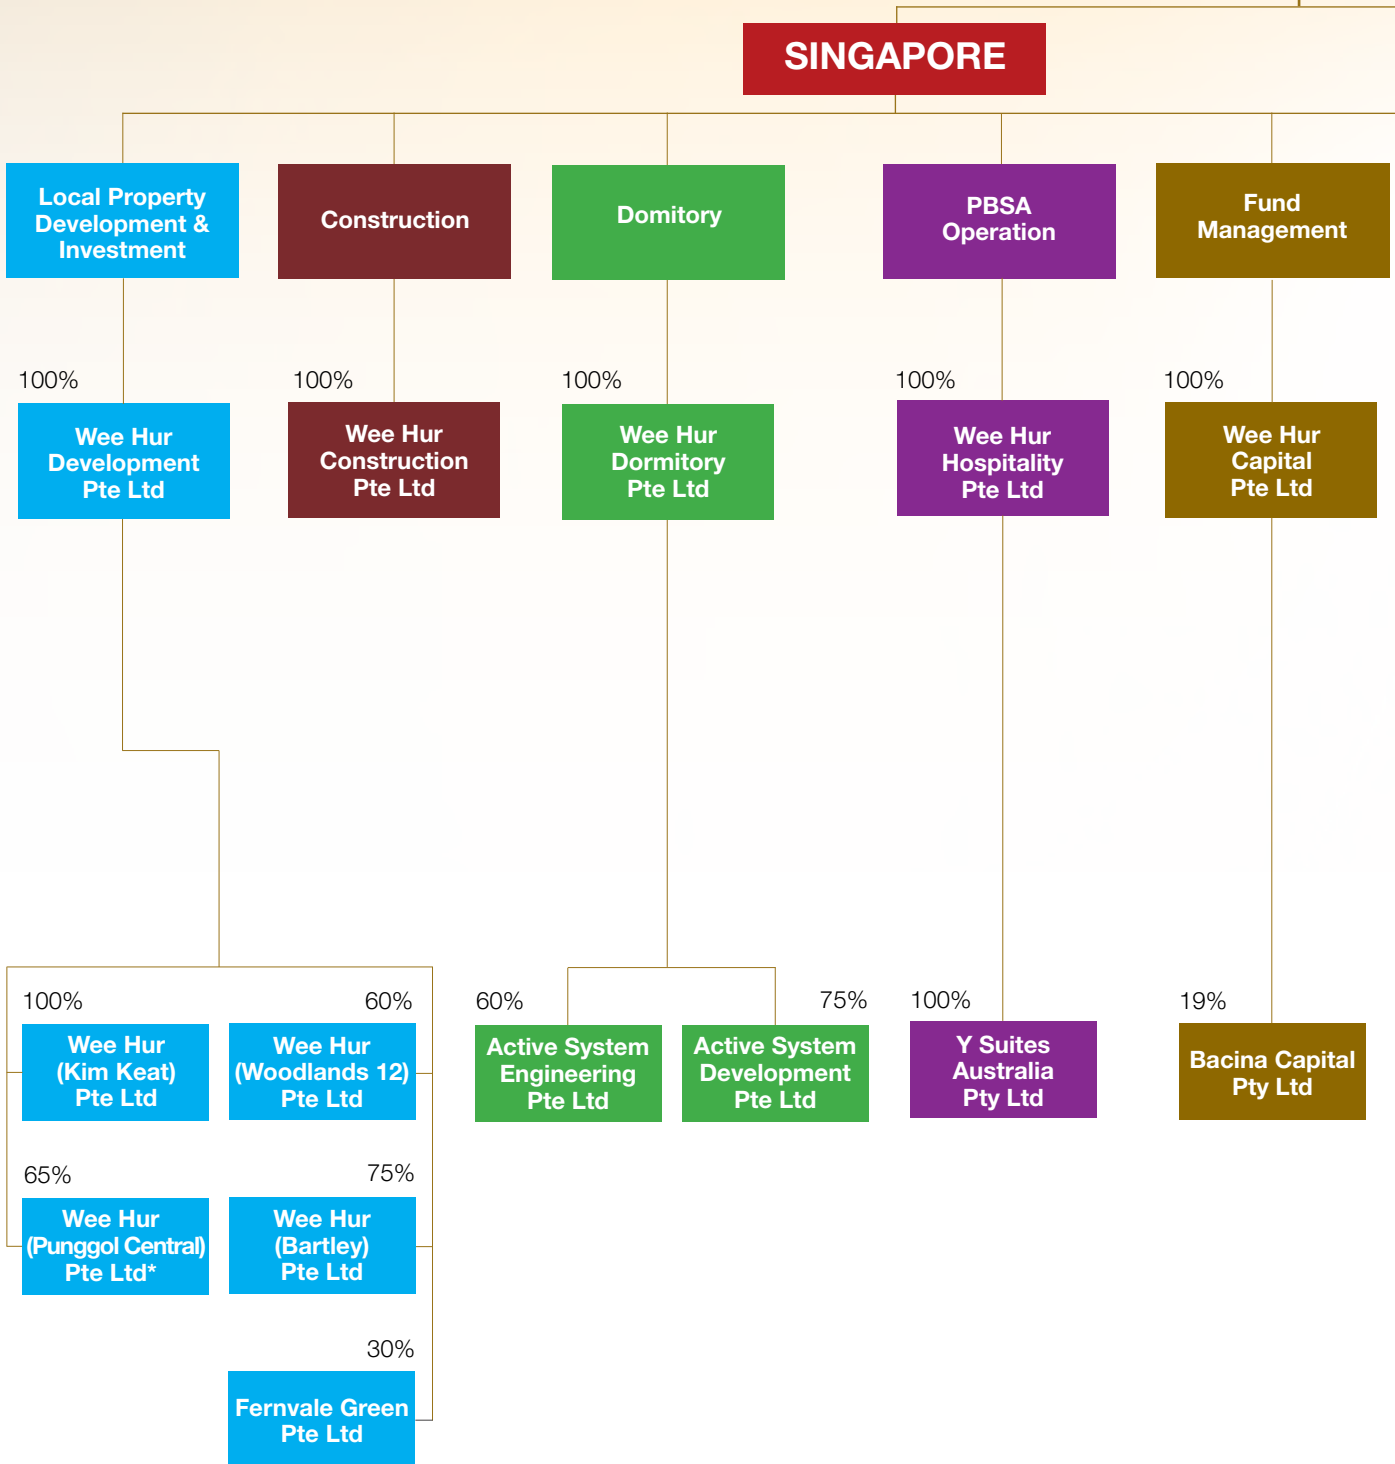 SINGAPORE
Local Property
Development &
Investment
Construction
Domitory
PBSA
Operation
Fund
Management
100%
Wee Hur
Development
Pte Ltd
100%
Wee Hur
Construction
Pte Ltd
100%
Wee Hur
Dormitory
Pte Ltd
100%
Wee Hur
Hospitality
Pte Ltd
100%
Wee Hur
Capital
Pte Ltd
100%
Wee Hur
(Kim Keat)
Pte Ltd
60%
Wee Hur
(Woodlands 12)
Pte Ltd
60%
Active System
Engineering
Pte Ltd
75%
Active System
Development
Pte Ltd
100%
Y Suites
Australia
Pty Ltd
19%
Bacina Capital
Pty Ltd
65%
Wee Hur
(Punggol Central)
Pte Ltd*
75%
Wee Hur
(Bartley)
Pte Ltd
30%
Fernvale Green
Pte Ltd